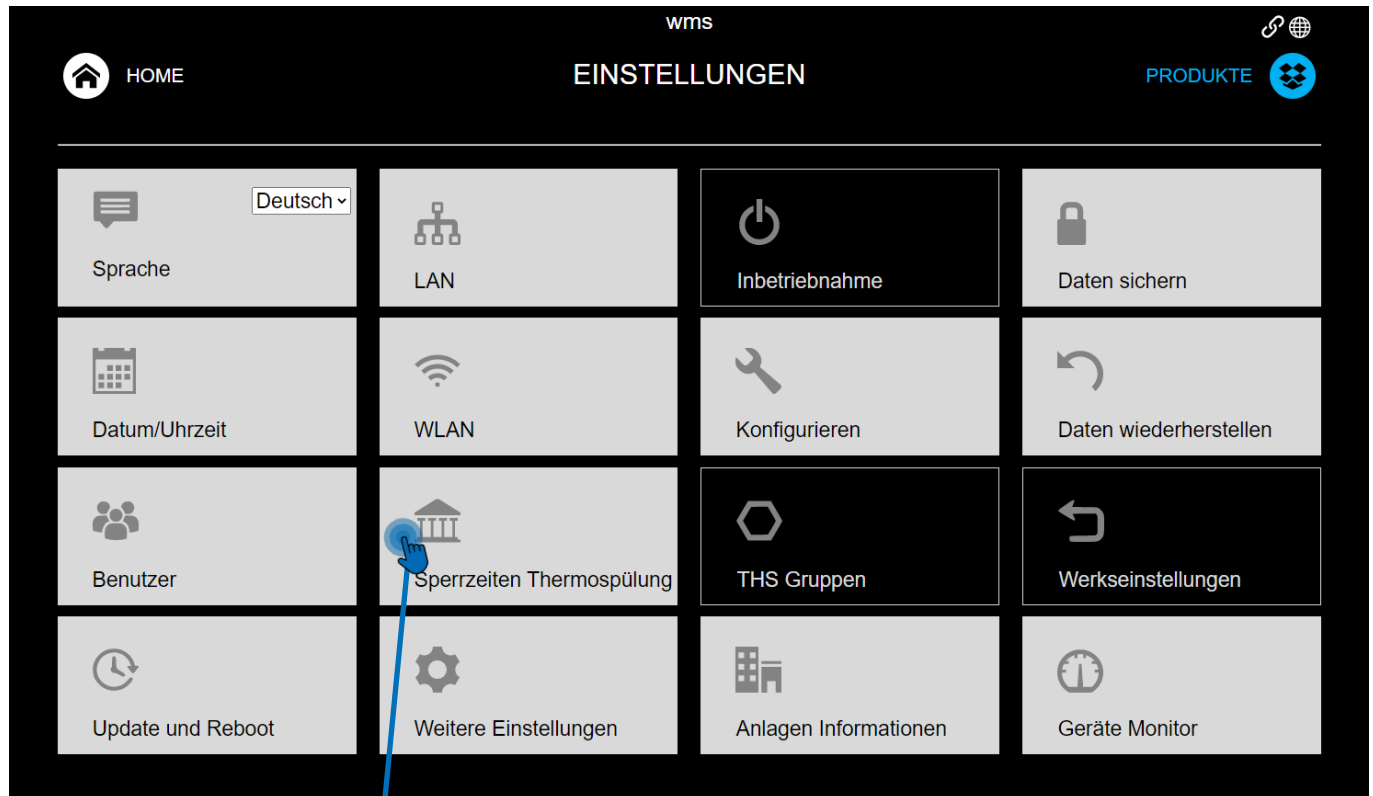 wms
HOME
EINSTELLUNGEN
PRODUKTE
Deutsch
Sprache
LAN
Inbetriebnahme
Daten sichern
Datum/Uhrzeit
WLAN
Konfigurieren
Daten wiederherstellen
Benutzer
Sperrzeiten Thermospülung
THS Gruppen
Werkseinstellungen
Update und Reboot
Weitere Einstellungen
Anlagen Informationen
Geräte Monitor